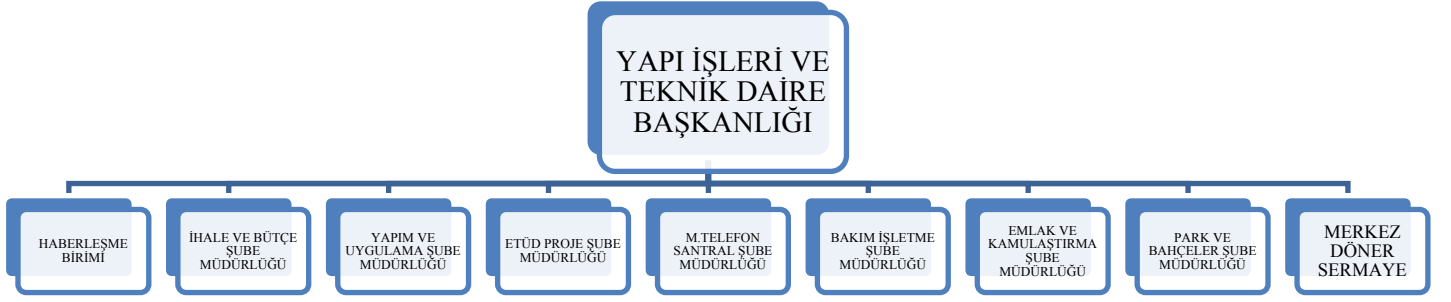 YAPI İŞLERİ VE
TEKNİK DAİRE
BAŞKANLIĞI
HABERLEŞME
BİRİMİ
İHALE VE BÜTÇE
ŞUBE
MÜDÜRLÜĞÜ
YAPIM VE
UYGULAMA ŞUBE
MÜDÜRLÜĞÜ
ETÜD PROJE ŞUBE
MÜDÜRLÜĞÜ
M.TELEFON
SANTRAL ŞUBE
MÜDÜRLÜĞÜ
BAKIM İŞLETME
ŞUBE
MÜDÜRLÜĞÜ
EMLAK VE
KAMULAŞTIRMA
ŞUBE
MÜDÜRLÜĞÜ
PARK VE
BAHÇELER ŞUBE
MÜDÜRLÜĞÜ
MERKEZ
DÖNER
SERMAYE